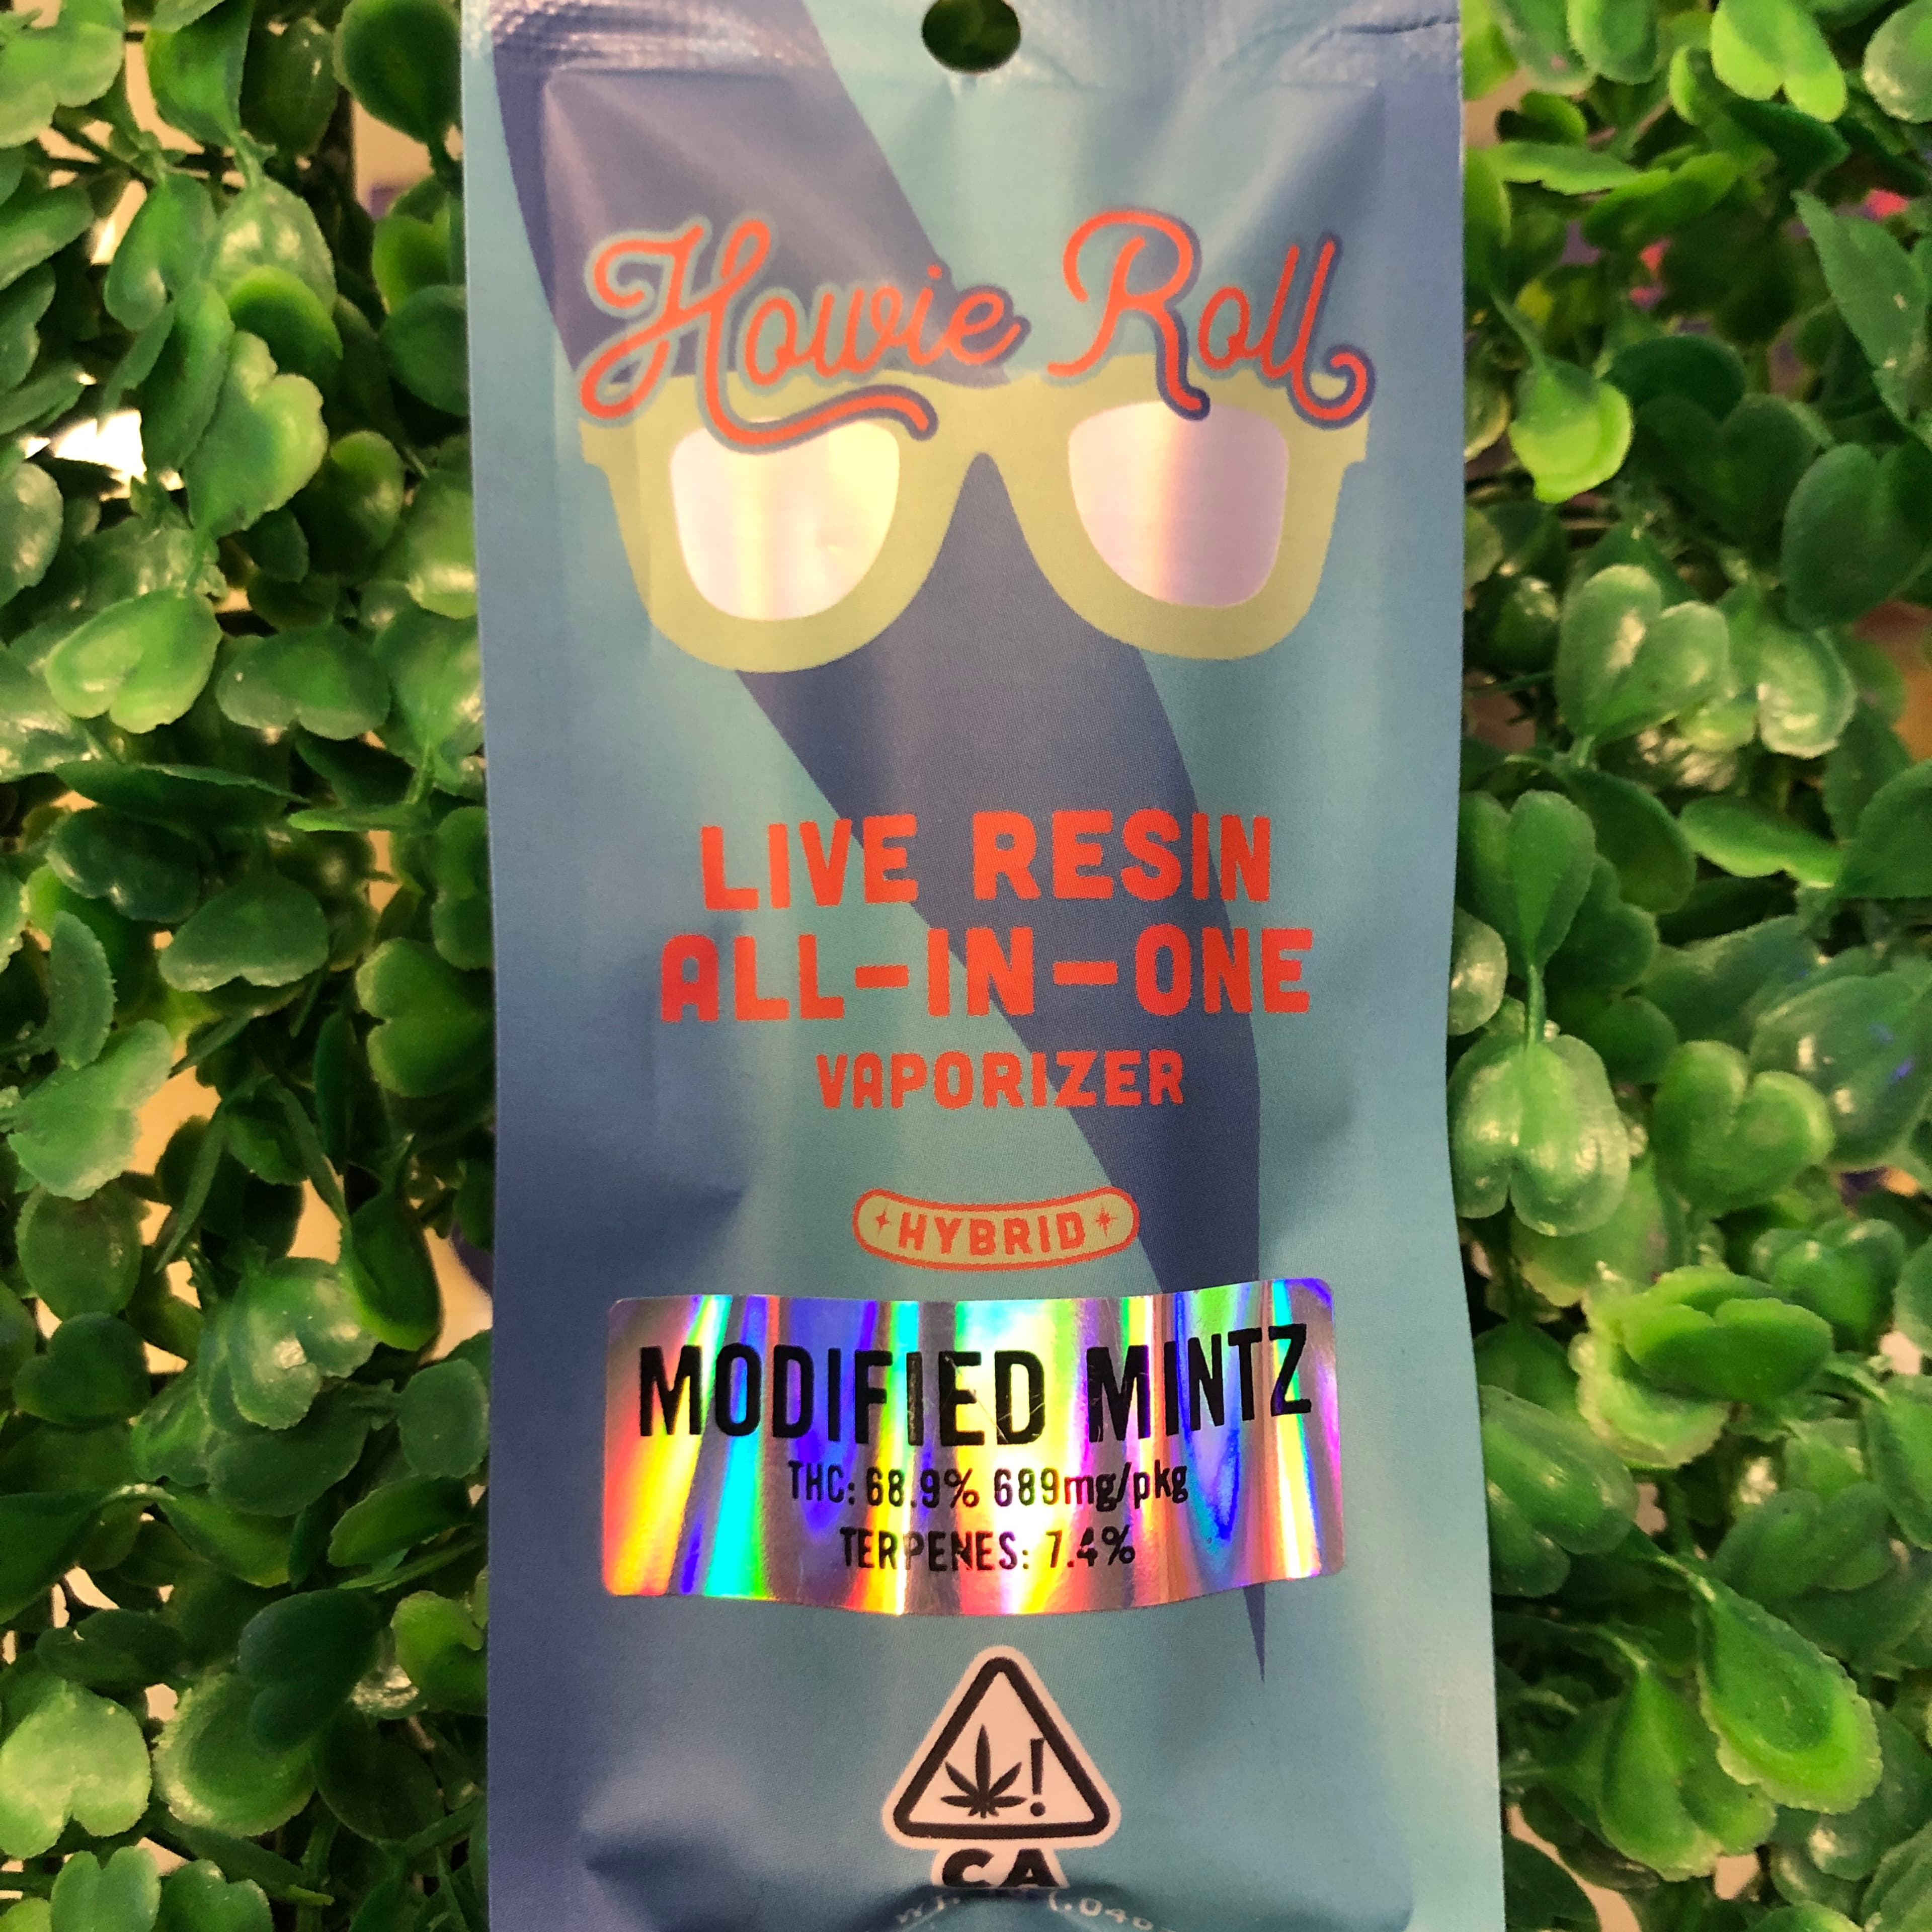 Howie Roll
LIVE RESIN
ALL-IN-ONE
VAPORIZER
HYBRID
MODIFIED MINTZ
THC: 68.9% 689mg/pkg
TERPENES: 7.4%
!
CA